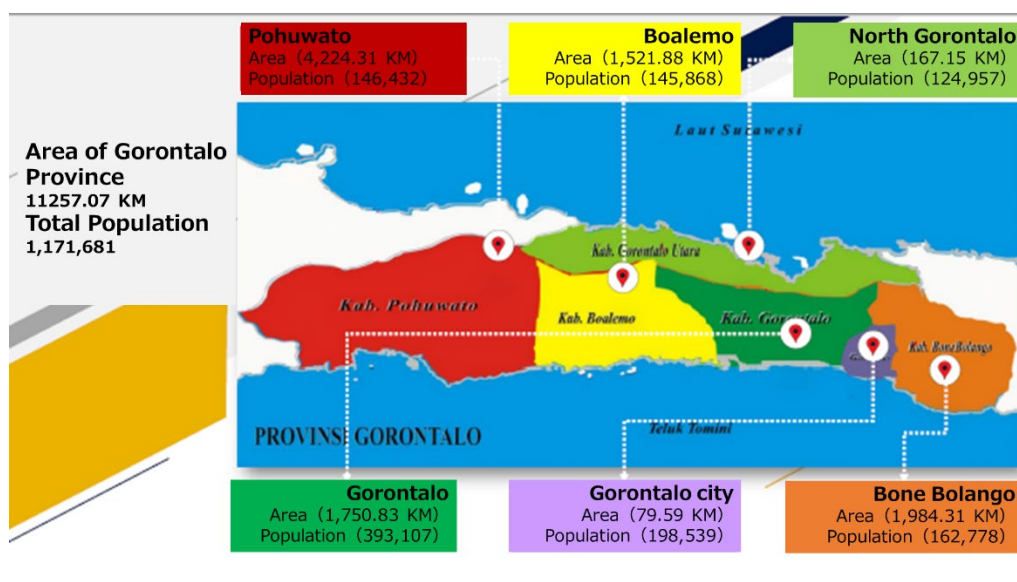 Pohuwato
Area (4,224.31 KM)
Population (146,432)
Boalemo
Area (1,521.88 KM)
Population (145,868)
North Gorontalo
Area (167.15 KM)
Population (124,957)
Area of Gorontalo
Province
11257.07 KM
Total Population
1,171,681
Laut Sulawesi
Kab. Gorontalo Utara
Kab. Pohuwato
Kab. Boalemo
Kab. Gorontalo
Kab. Bone Bolango
PROVINSI GORONTALO
Teluk Tomini
Gorontalo
Area (1,750.83 KM)
Population (393,107)
Gorontalo city
Area (79.59 KM)
Population (198,539)
Bone Bolango
Area (1,984.31 KM)
Population (162,778)